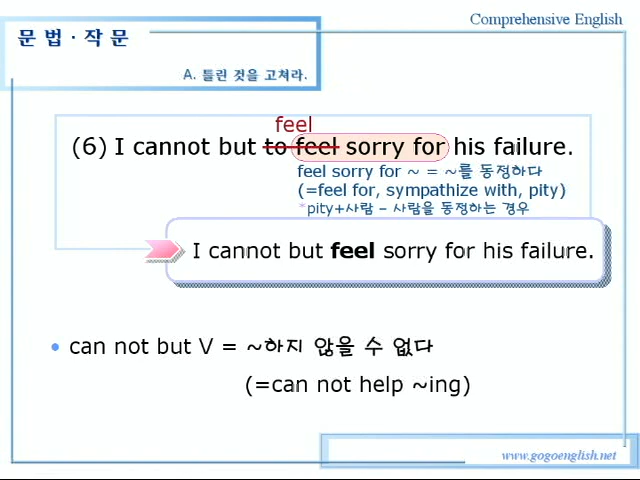 Comprehensive English
문 법 · 작 문
A. 틀린 것을 고쳐라.
feel
(6) I cannot but to feel sorry for his failure.
feel sorry for ~ = ~를 동정하다
(=feel for, sympathize with, pity)
*pity+사람 – 사람을 동정하는 경우
I cannot but feel sorry for his failure.
• can not but V = ~하지 않을 수 없다
(=can not help ~ing)
www.gogoenglish.net